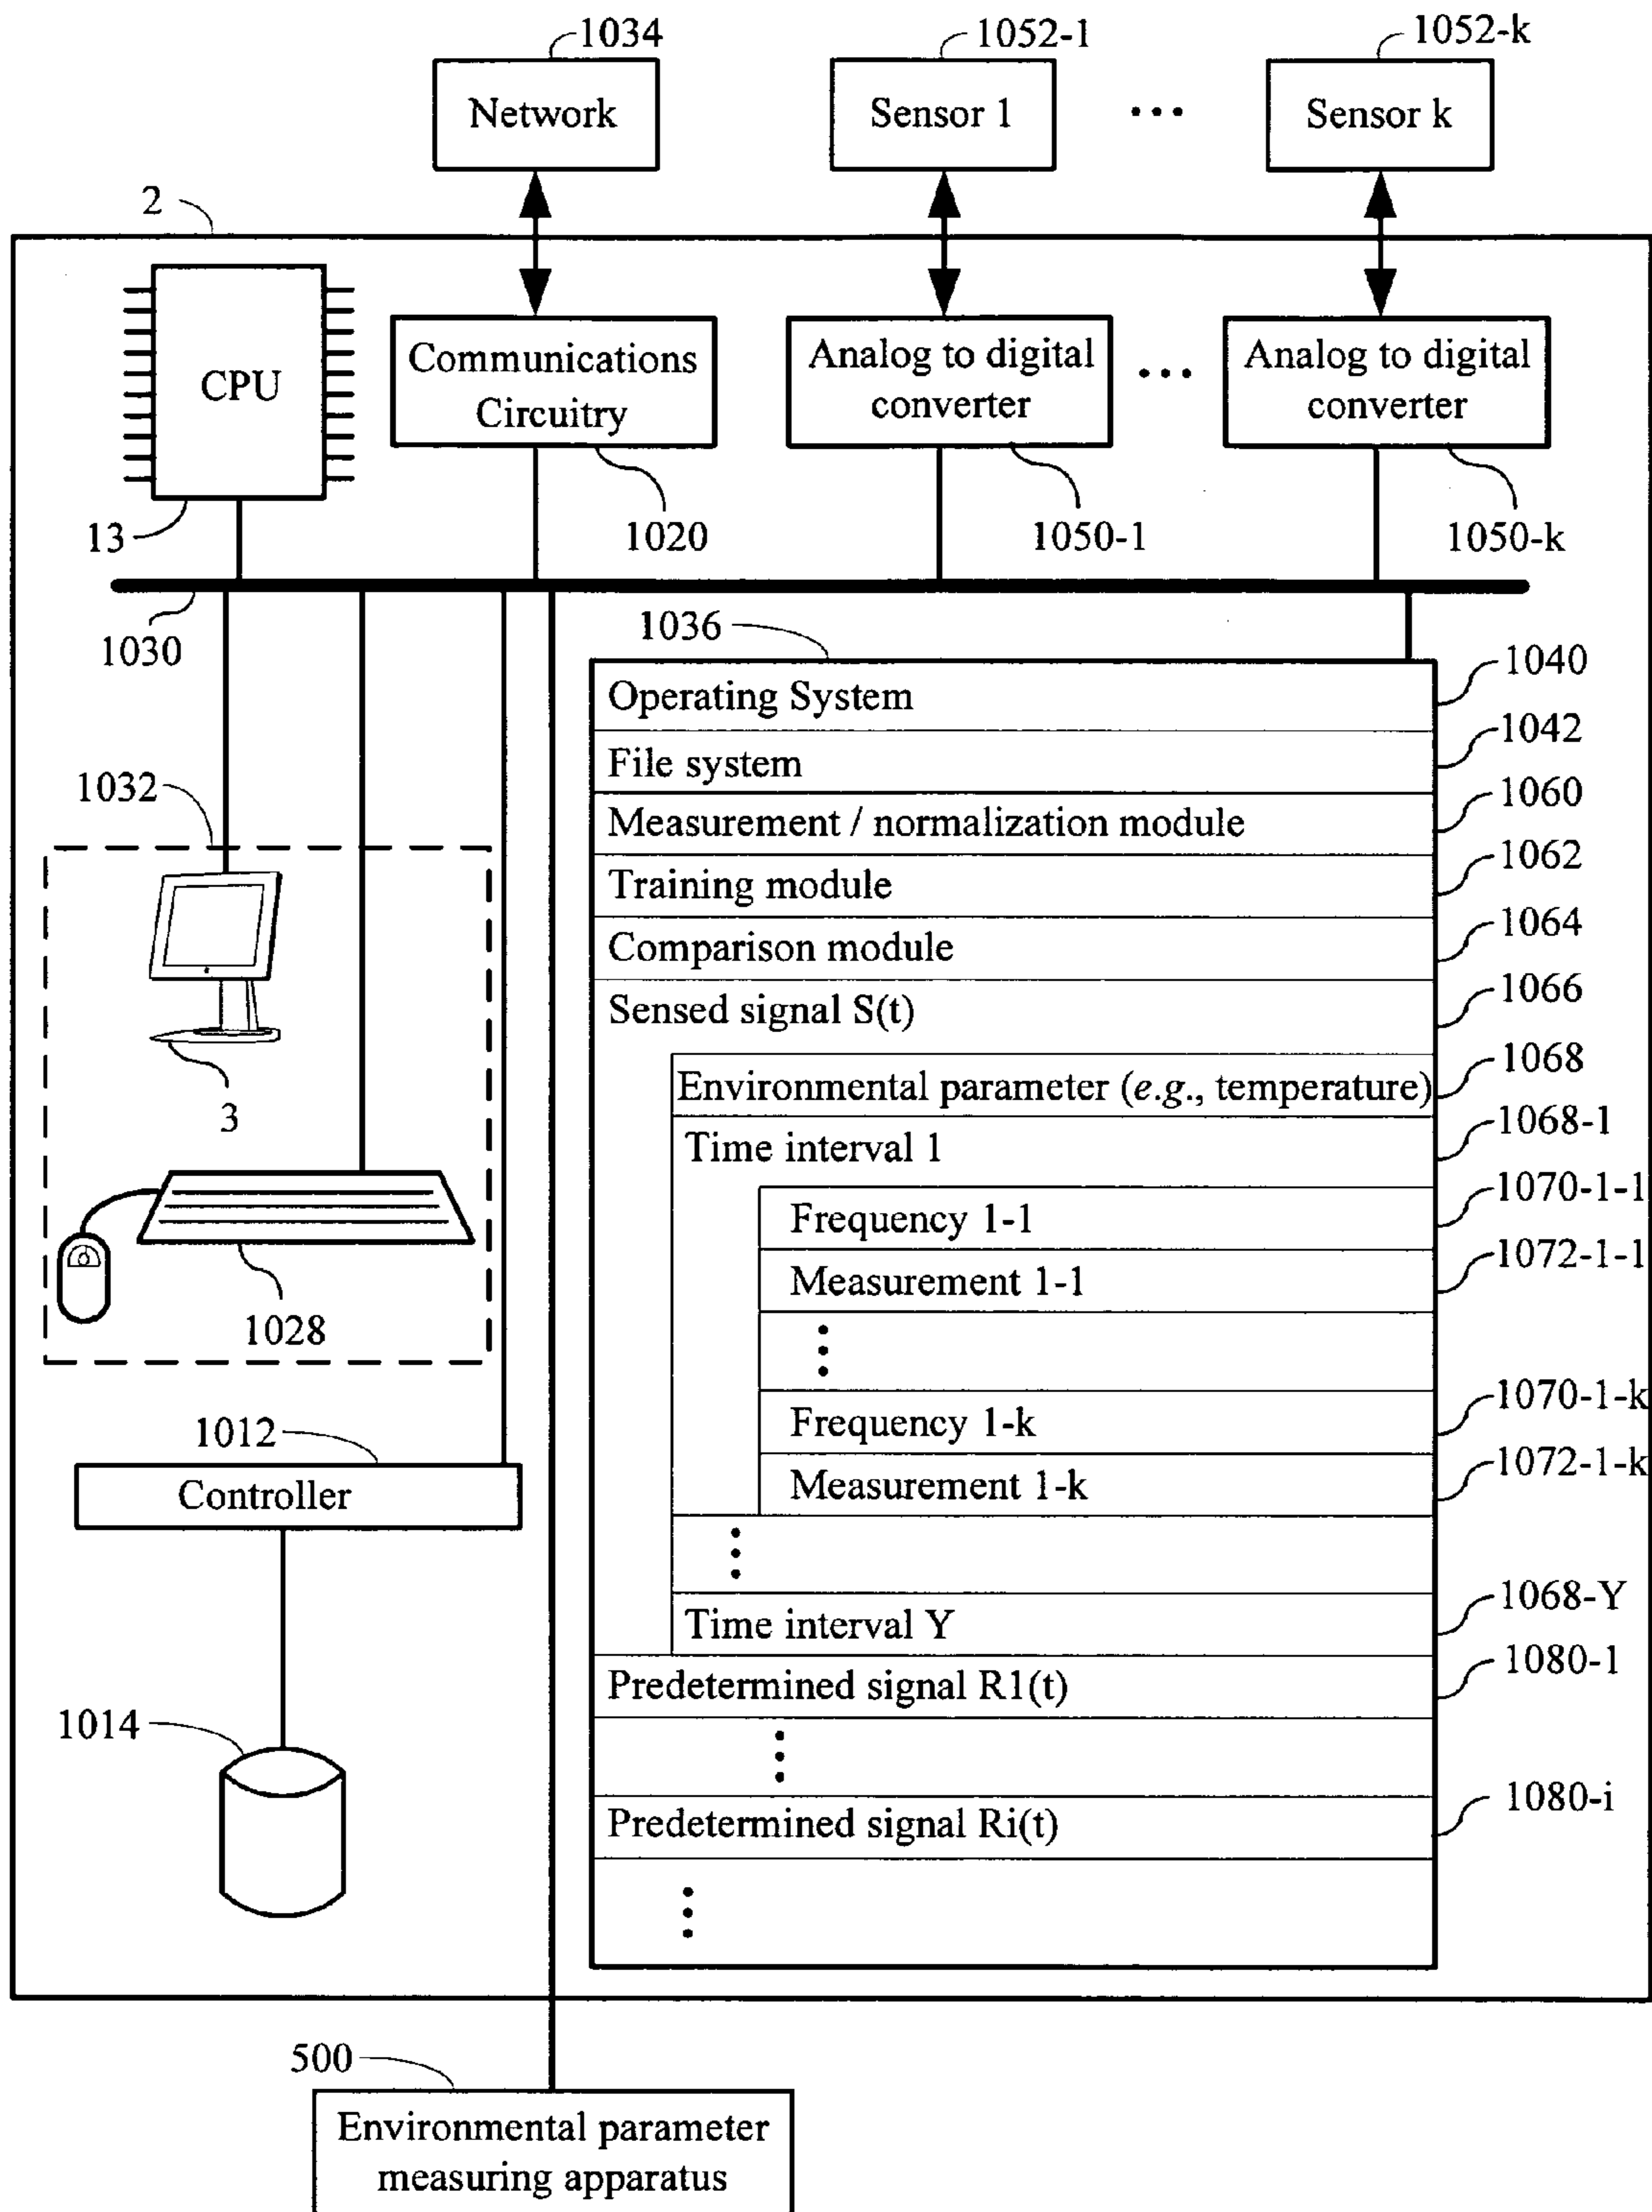 1034
1052-1
1052-k
Network
Sensor 1
•••
Sensor k
2
CPU
Communications
Circuitry
Analog to digital
converter
•••
Analog to digital
converter
13
1020
1050-1
1050-k
1030
1036
Operating System
1040
File system
1042
Measurement / normalization module
1060
Training module
1062
Comparison module
1064
Sensed signal S(t)
1066
Environmental parameter (e.g., temperature)
1068
Time interval 1
1068-1
Frequency 1-1
1070-1-1
Measurement 1-1
1072-1-1
Frequency 1-k
1070-1-k
Measurement 1-k
1072-1-k
Time interval Y
1068-Y
Predetermined signal R1(t)
1080-1
Predetermined signal Ri(t)
1080-i
1032
3
1028
1012
Controller
1014
500
Environmental parameter
measuring apparatus